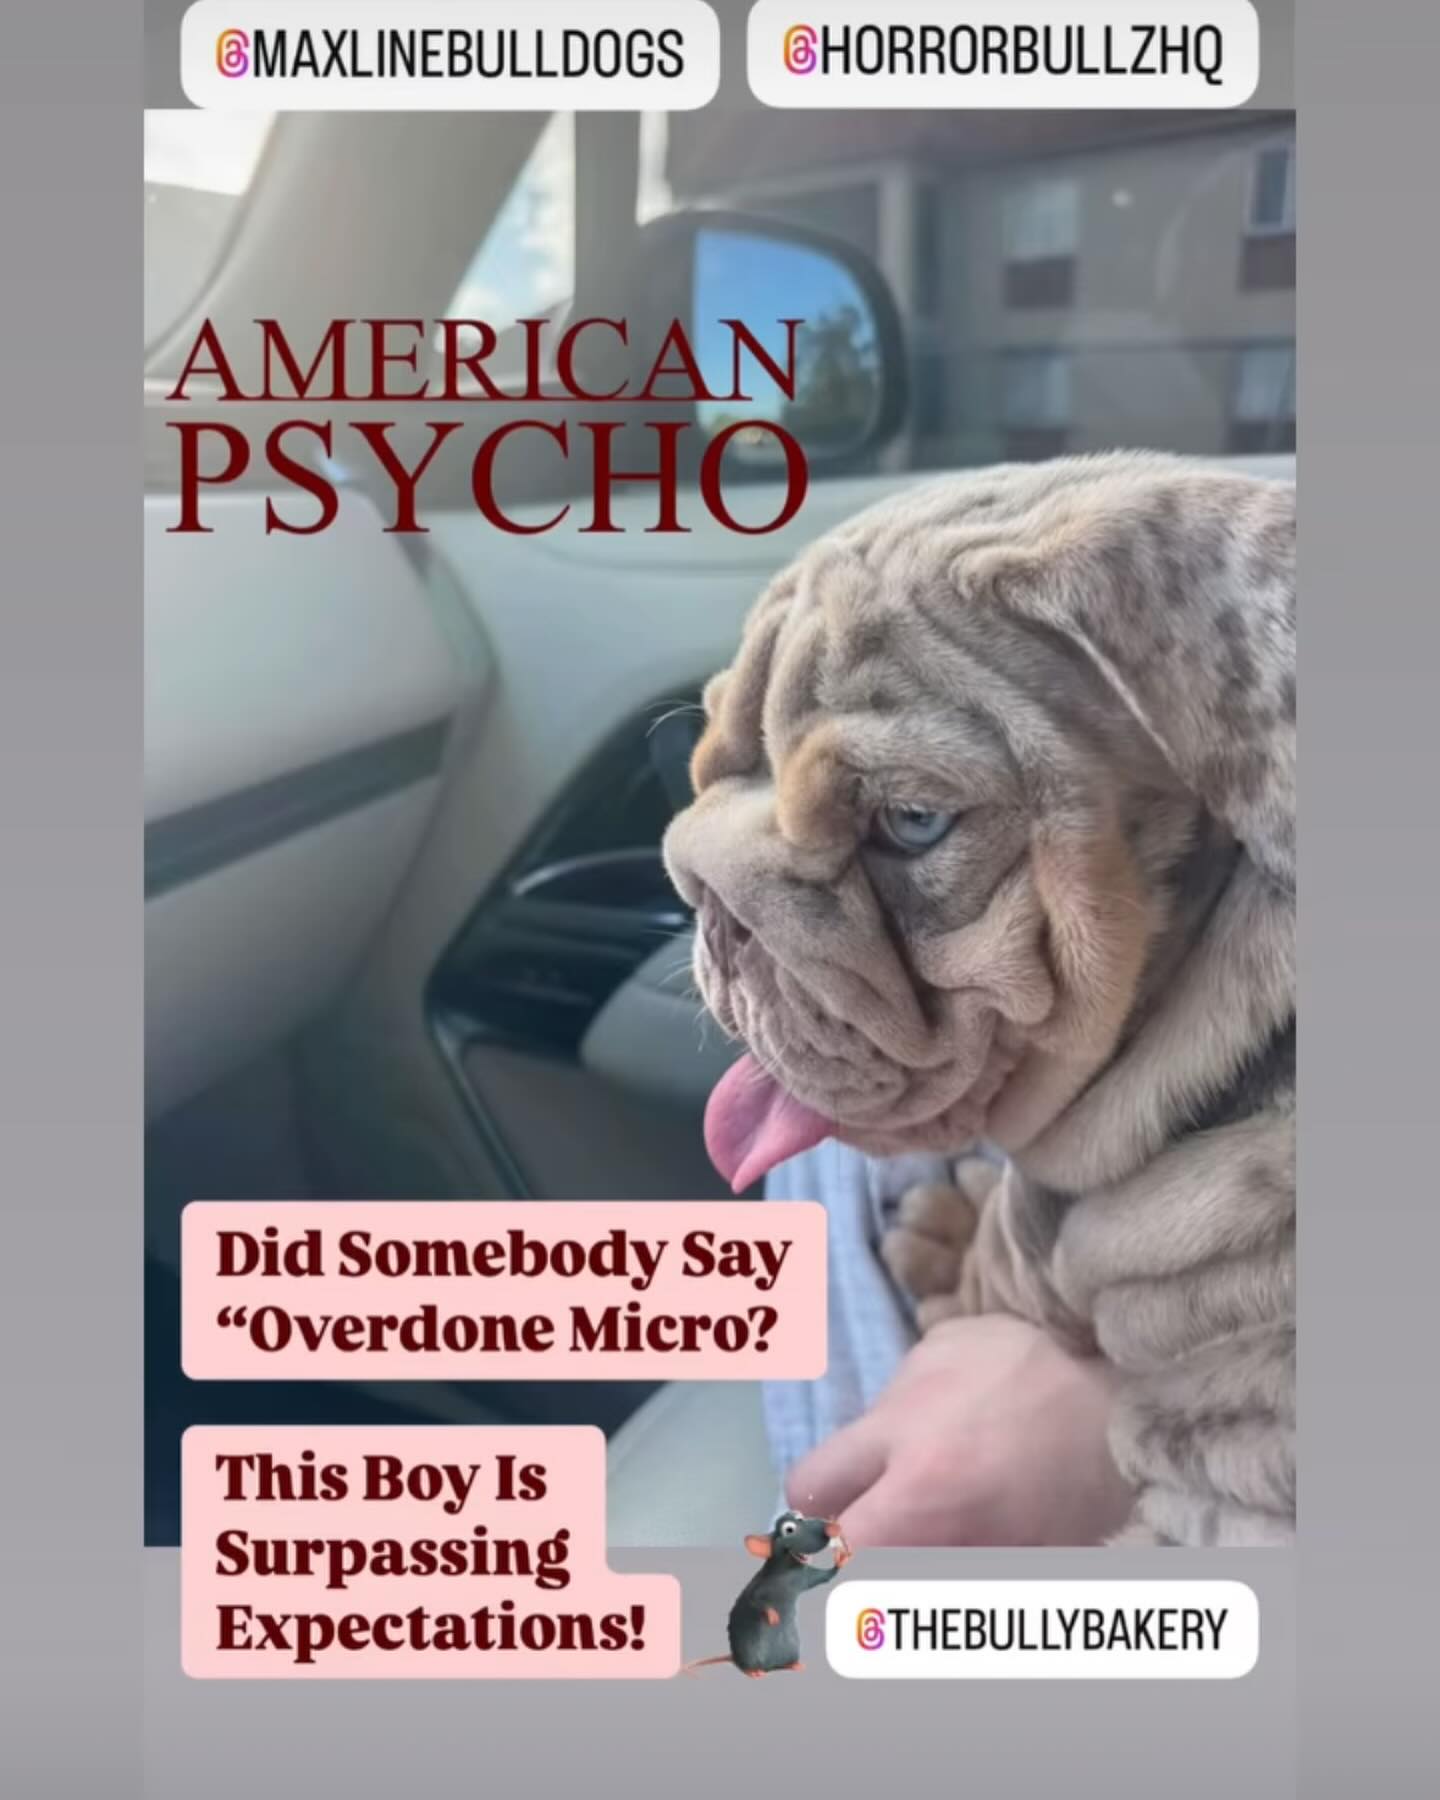 @MAXLINEBULLDOGS @HORRORBULLZHQ
AMERICAN
PSYCHO
Did Somebody Say
“Overdone Micro?
This Boy Is
Surpassing
Expectations!
@THEBULLYBAKERY